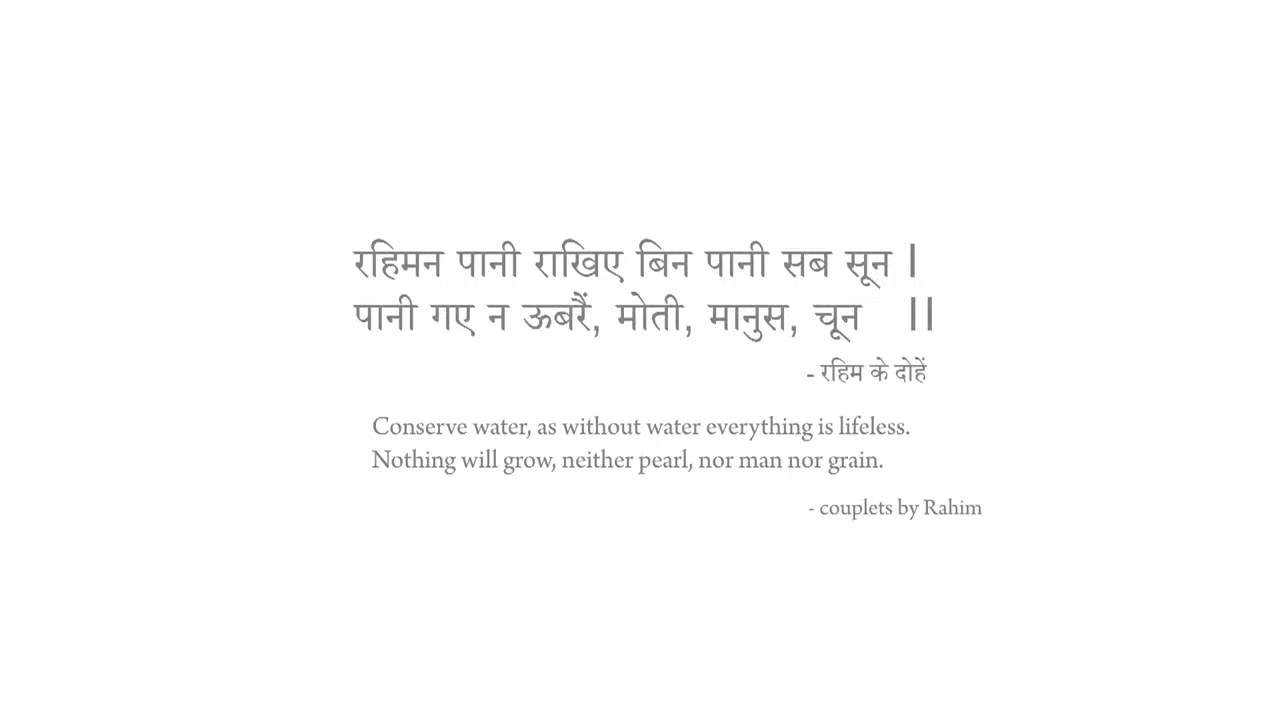 रहिमन पानी राखिए बिन पानी सब सून |
पानी गए न ऊबरैं, मोती, मानुस, चून ||
- रहिम के दोहें
Conserve water, as without water everything is lifeless.
Nothing will grow, neither pearl, nor man nor grain.
- couplets by Rahim